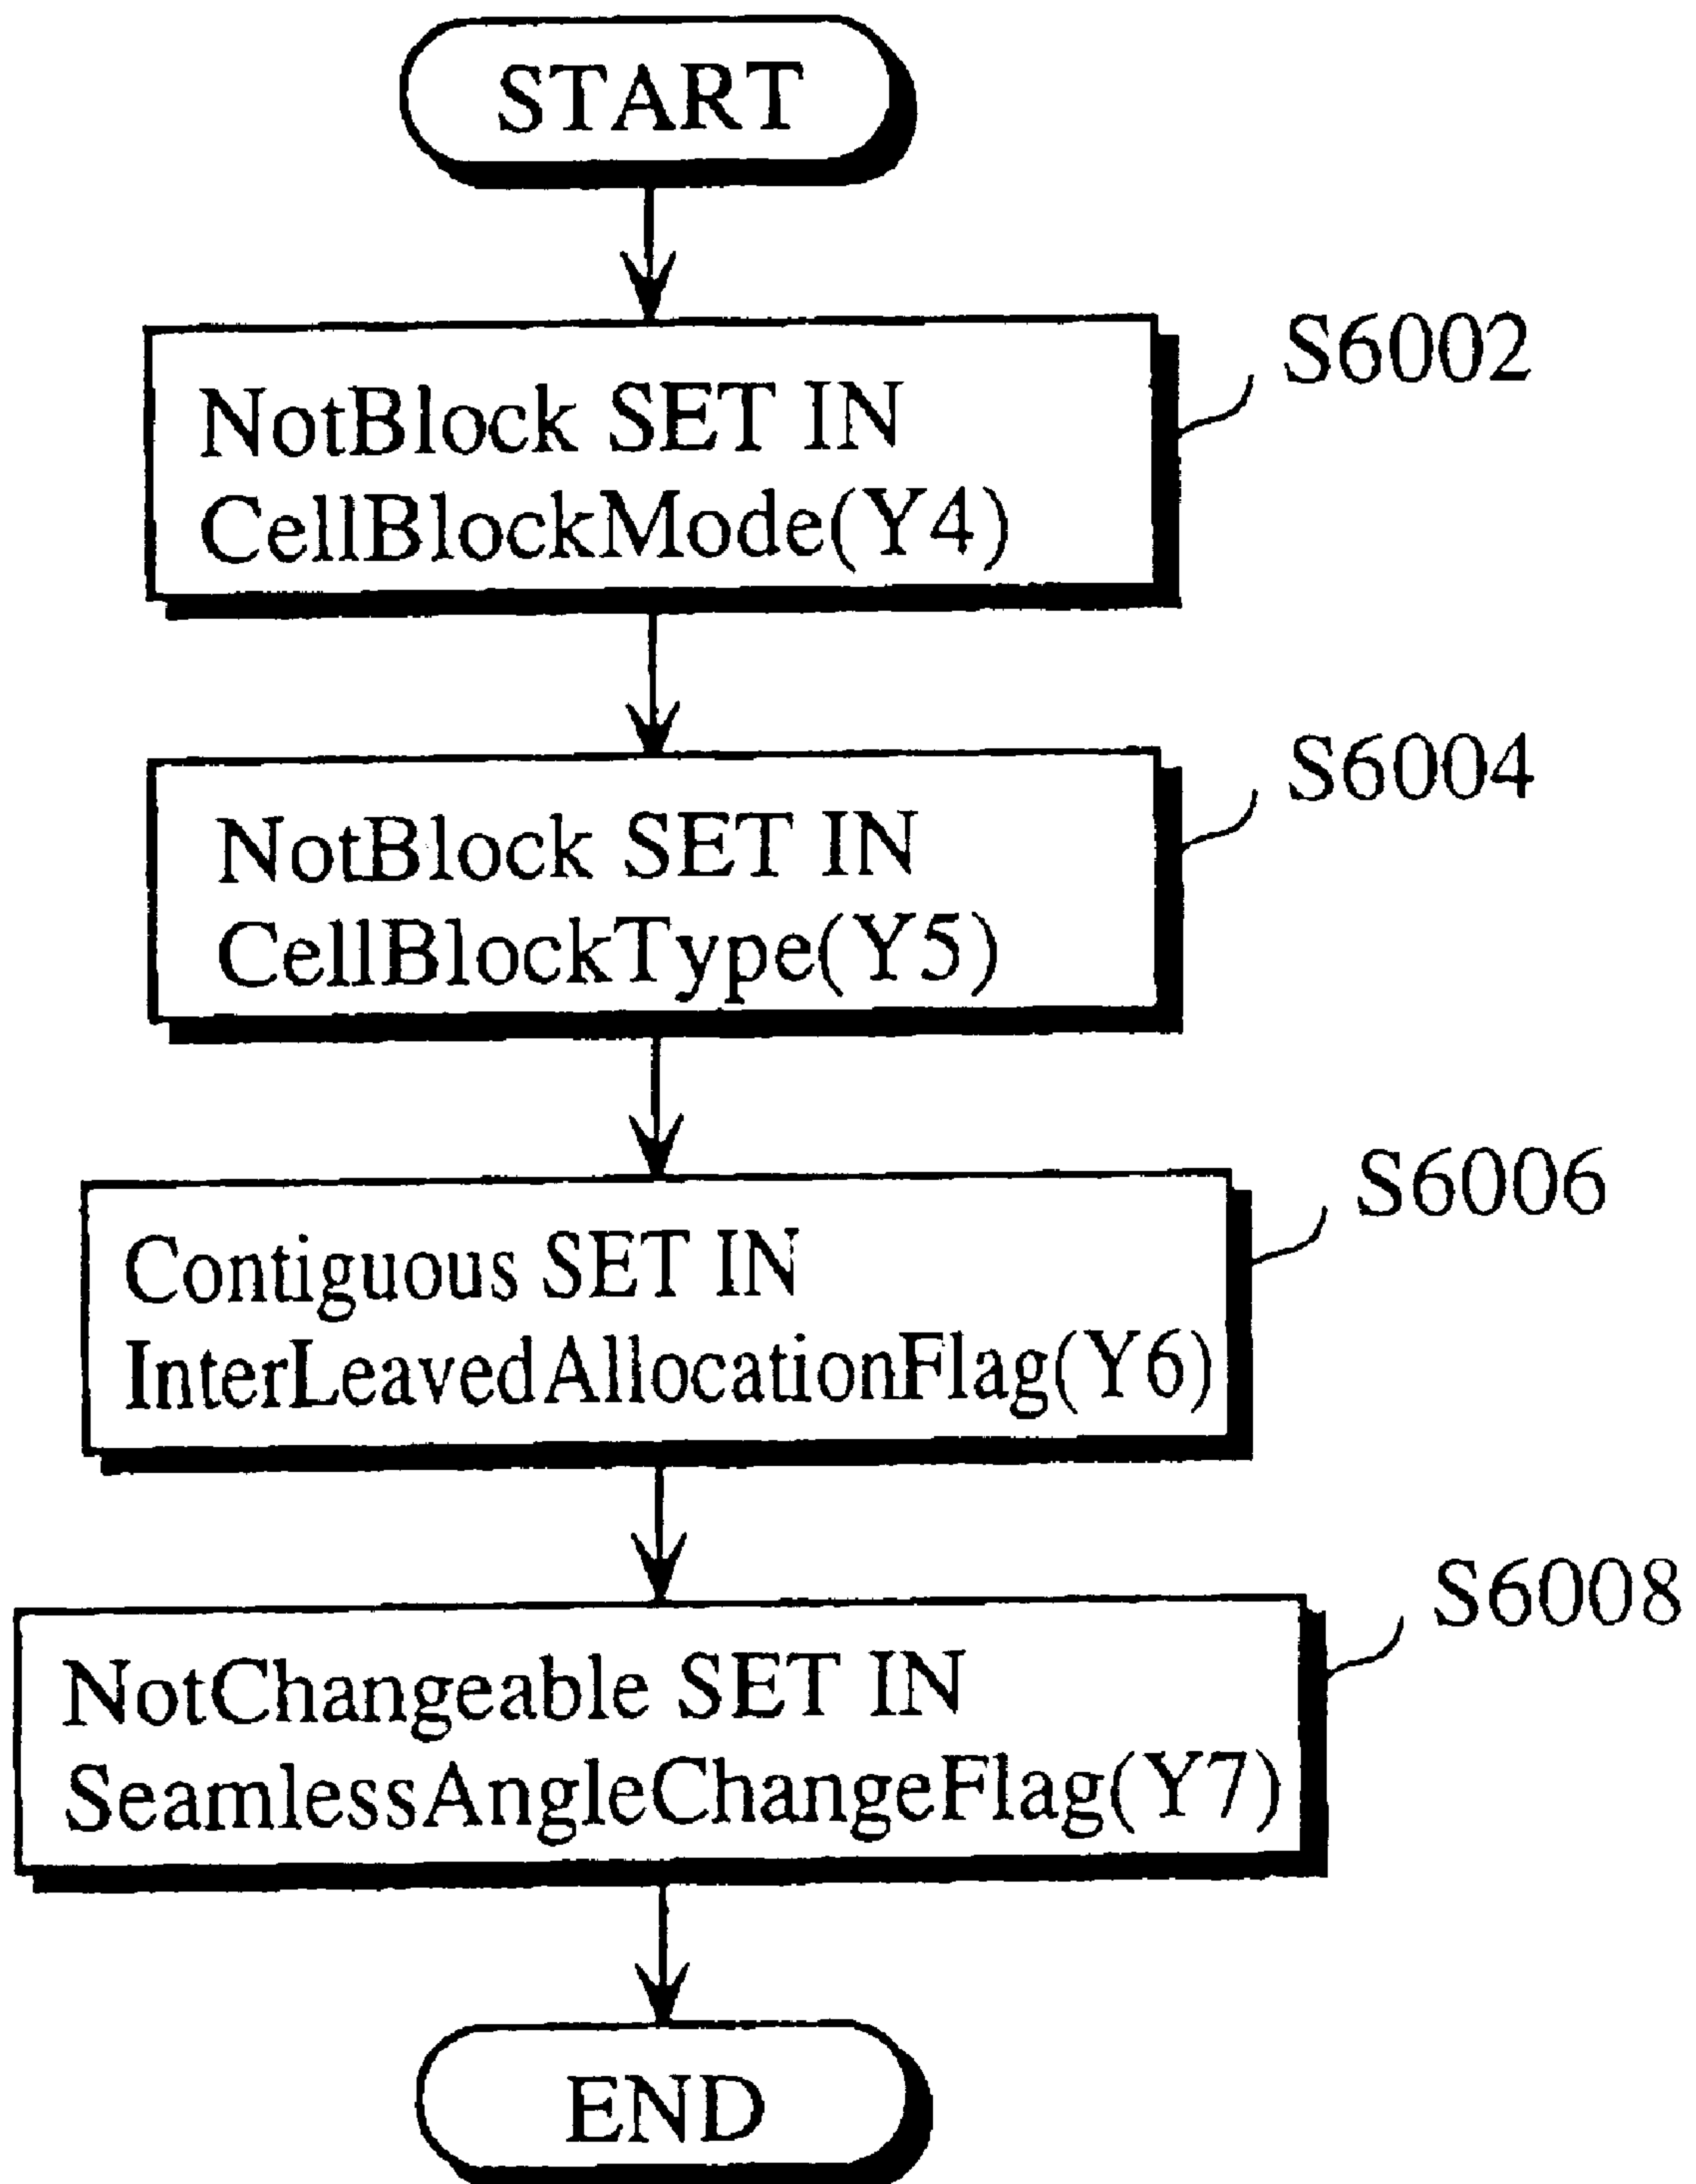 START
NotBlock SET IN
CellBlockMode(Y4)
S6002
NotBlock SET IN
CellBlockType(Y5)
S6004
Contiguous SET IN
InterLeavedAllocationFlag(Y6)
S6006
NotChangeable SET IN
SeamlessAngleChangeFlag(Y7)
S6008
END